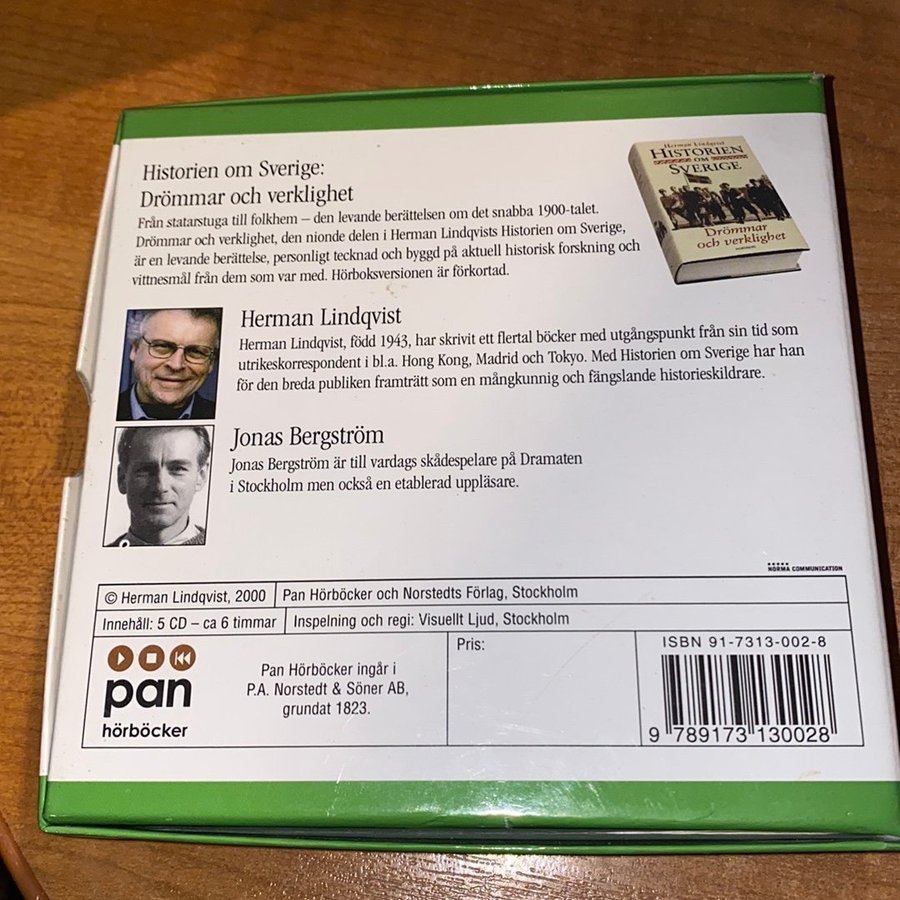 Historien om Sverige:
Drömmar och verklighet
Från statarstuga till folkhem – den levande berättelsen om det snabba 1900-talet.
Drömmar och verklighet, den nionde delen i Herman Lindqvists Historien om Sverige,
är en levande berättelse, personligt tecknad och byggd på aktuell historisk forskning och
vittnesmål från dem som var med. Hörboksversionen är förkortad.
Herman Lindqvist
HISTORIEN
OM
SVERIGE
Drömmar
och verklighet
Herman Lindqvist
Herman Lindqvist, född 1943, har skrivit ett flertal böcker med utgångspunkt från sin tid som
utrikeskorrespondent i bl.a. Hong Kong, Madrid och Tokyo. Med Historien om Sverige har han
för den breda publiken framträtt som en mångkunnig och fängslande historieskildrare.
Jonas Bergström
Jonas Bergström är till vardags skådespelare på Dramaten
i Stockholm men också en etablerad uppläsare.
NORMA COMMUNICATION
© Herman Lindqvist, 2000
Pan Hörböcker och Norstedts Förlag, Stockholm
Innehåll: 5 CD – ca 6 timmar
Inspelning och regi: Visuellt Ljud, Stockholm
pan
hörböcker
Pan Hörböcker ingår i
P.A. Norstedt & Söner AB,
grundat 1823.
Pris:
ISBN 91-7313-002-8
9 789173 130028